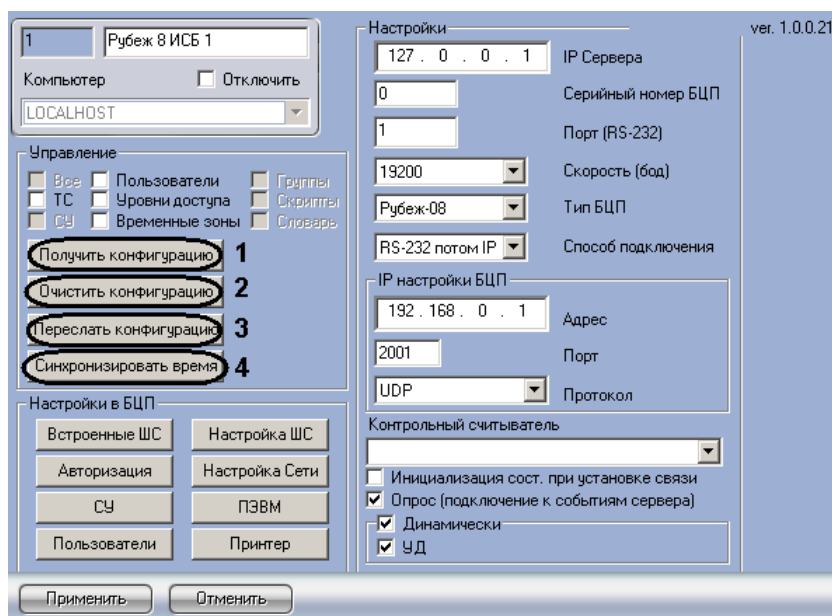 1
Рубеж 8 ИСБ 1
Компьютер
Отключить
LOCALHOST
Управление
Все
Пользователи
Группы
ТС
Уровни доступа
Скрипты
СУ
Временные зоны
Словарь
Получить конфигурацию
1
Очистить конфигурацию
2
Переслать конфигурацию
3
Синхронизировать время
4
Настройки в БЦП
Встроенные ШС
Настройка ШС
Авторизация
Настройка Сети
СУ
ПЭВМ
Пользователи
Принтер
Настройки
127 . 0 . 0 . 1
IP Сервера
0
Серийный номер БЦП
1
Порт (RS-232)
19200
Скорость (бод)
Рубеж-08
Тип БЦП
RS-232 потом IP
Способ подключения
IP настройки БЦП
192 . 168 . 0 . 1
Адрес
2001
Порт
UDP
Протокол
Контрольный считыватель
Инициализация сост. при установке связи
Опрос (подключение к событиям сервера)
Динамически
УД
ver. 1.0.0.21
Применить
Отменить